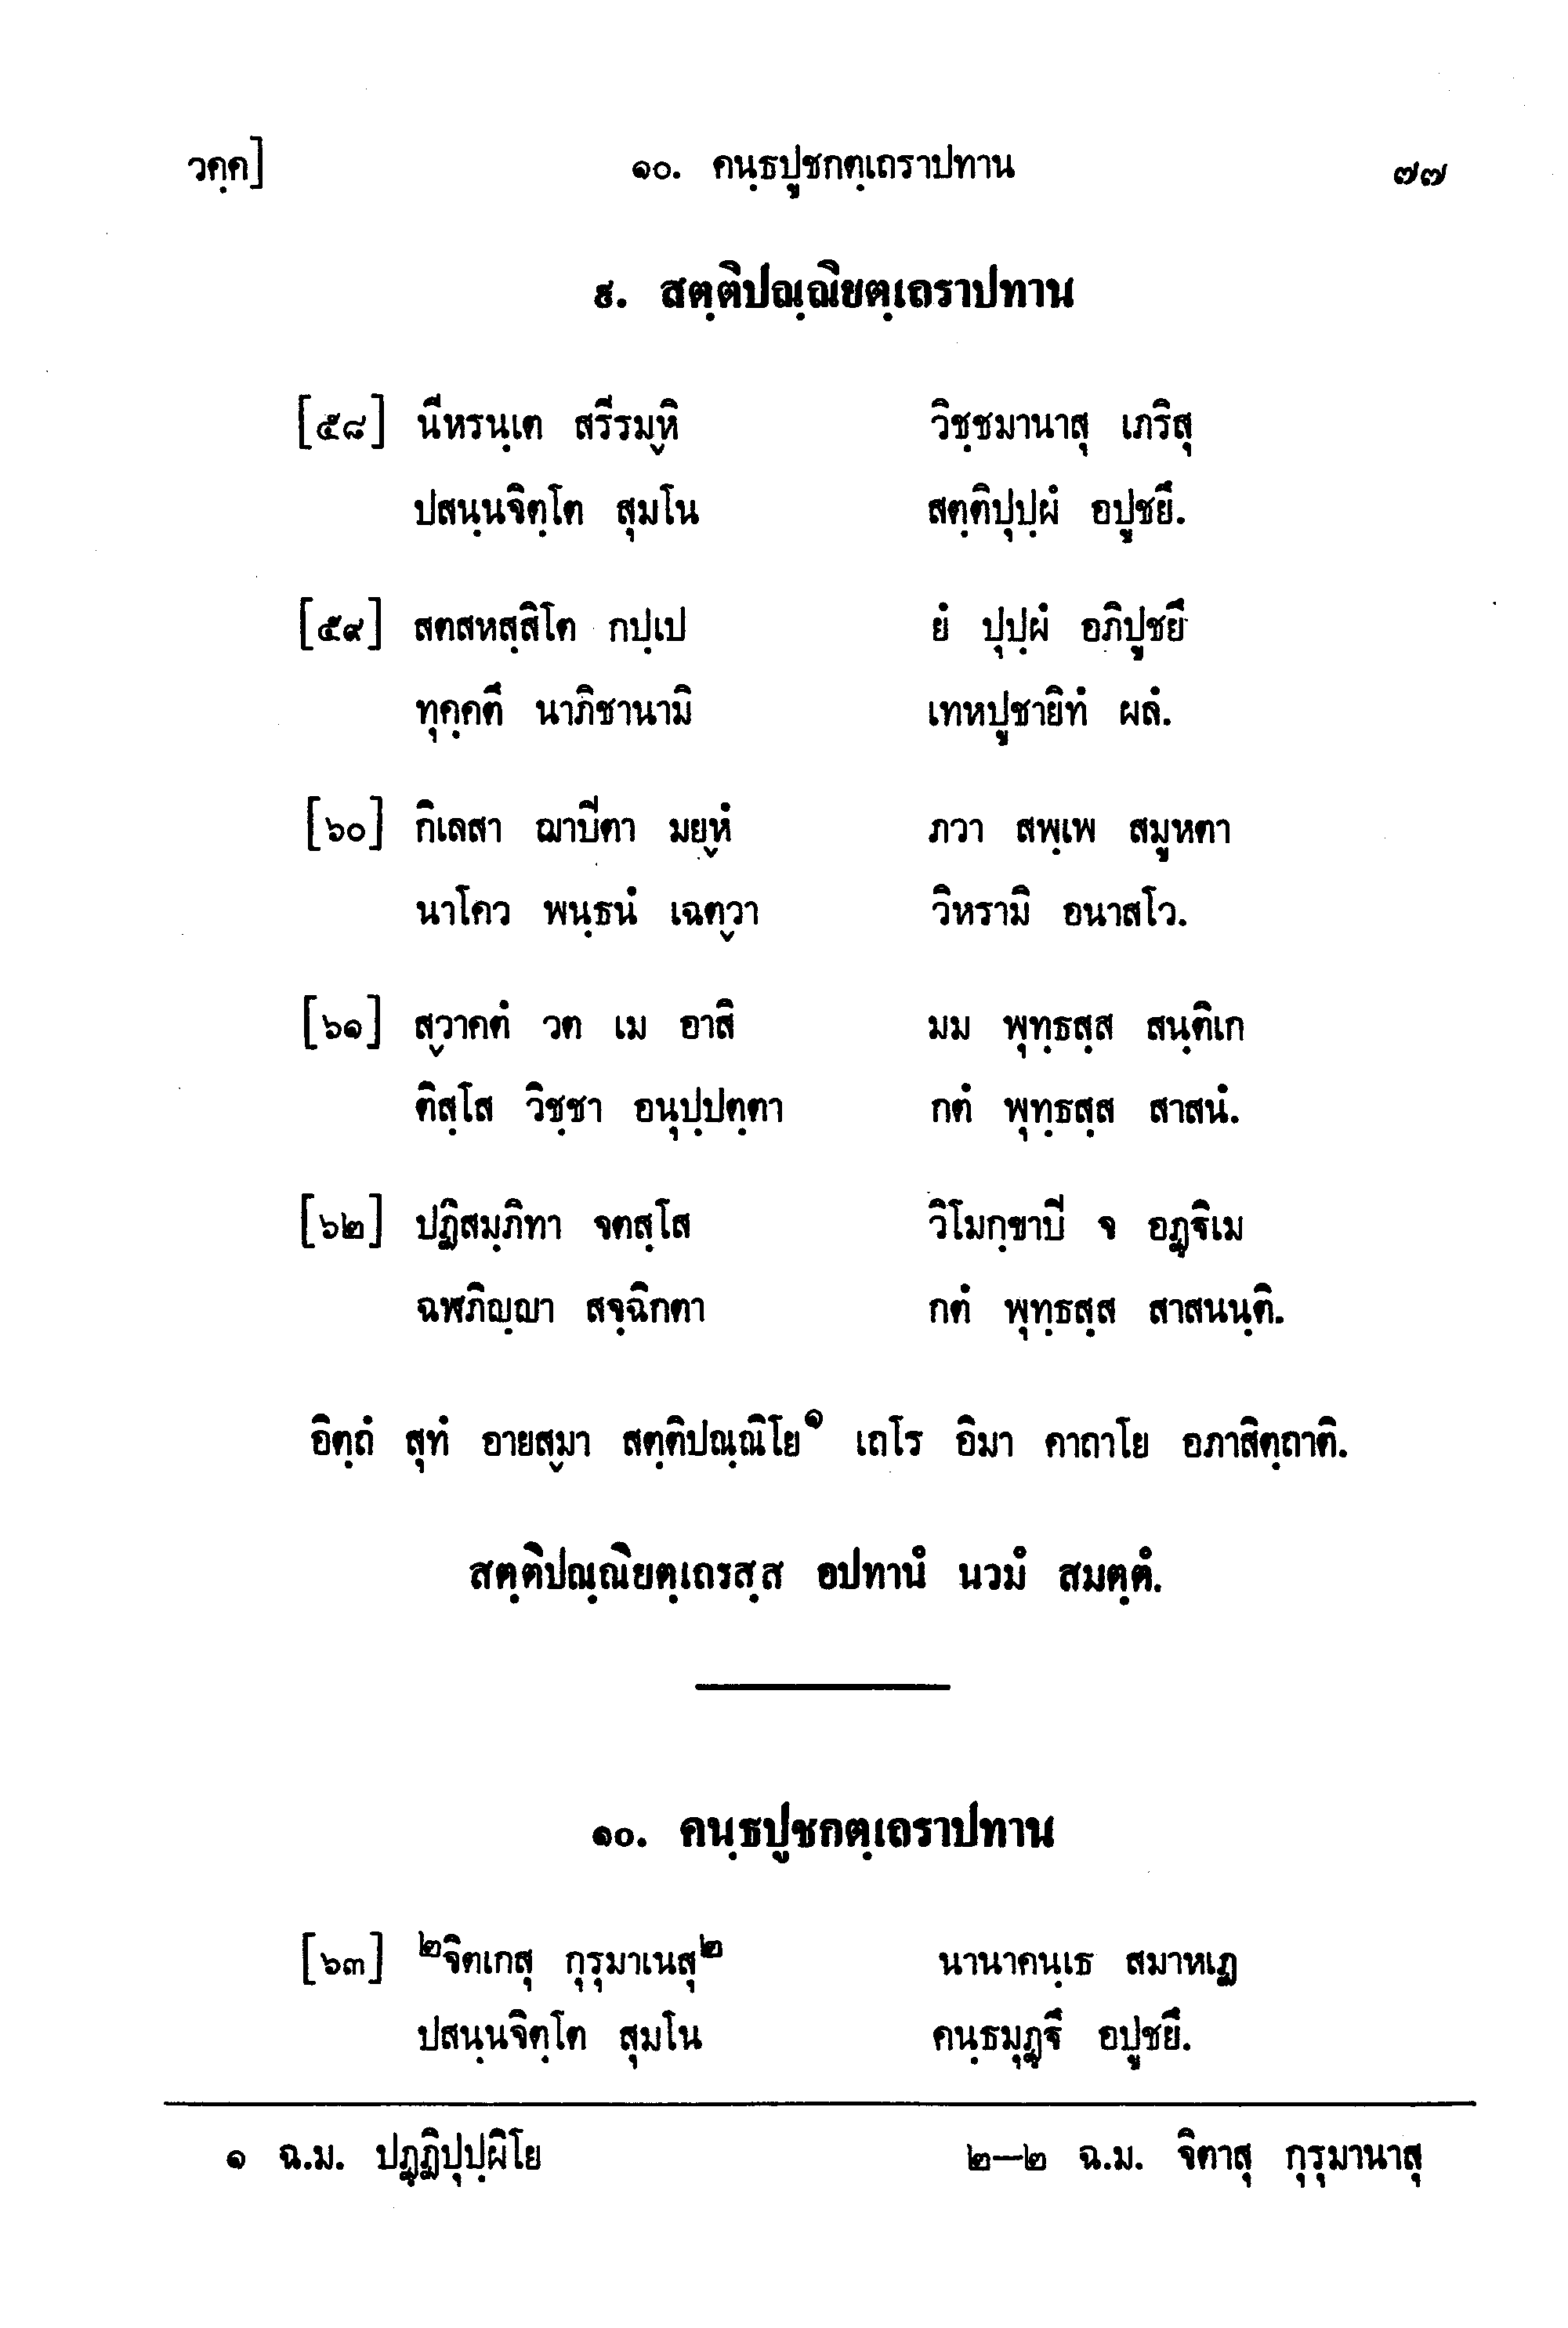 วคฺค] ๑๐. คนฺธปูชกตฺเถราปทาน ๗๗
๙. สตฺติปณฺณิยตฺเถราปทาน
[๕๘] นีหรนฺเต สรีรมฺหิ วิชฺชมานาสุ เภริสุ
ปสนฺนจิตฺโต สุมโน สตฺติปุปฺผํ อปูชยึ.
[๕๙] สตสหสฺสิโต กปฺเป ยํ ปุปฺผํ อภิปูชยึ
ทุคฺคตึ นาภิชานามิ เทหปูชายิทํ ผลํ.
[๖๐] กิเลสา ฌาปีตา มยฺหํ ภวา สพฺเพ สมูหตา
นาโคว พนฺธนํ เฉตฺวา วิหรามิ อนาสโว.
[๖๑] สฺวาคตํ วต เม อาสิ มม พุทฺธสฺส สนฺติเก
ติสฺโส วิชฺชา อนุปฺปตฺตา กตํ พุทฺธสฺส สาสนํ.
[๖๒] ปฏิสมฺภิทา จตสฺโส วิโมกฺขาปี จ อฏฺฐิเม
ฉฬภิญฺญา สจฺฉิกตา กตํ พุทฺธสฺส สาสนนฺติ.
อิตฺถํ สุทํ อายสฺมา สตฺติปณฺณิโย๑ เถโร อิมา คาถาโย อภาสิตฺถาติ.
สตฺติปณฺณิยตฺเถรสฺส อปทานํ นวมํ สมตฺตํ.
๑๐. คนฺธปูชกตฺเถราปทาน
[๖๓] ๒จิตเกสุ กุรุมาเนสุ๒ นานาคนฺเธ สมาหเฏ
ปสนฺนจิตฺโต สุมโน คนฺธมุฏฺฐึ อปูชยึ.
๑ ฉ.ม. ปฏฺฏิปุปฺผิโย ๒—๒ ฉ.ม. จิตาสุ กุรุมานาสุ